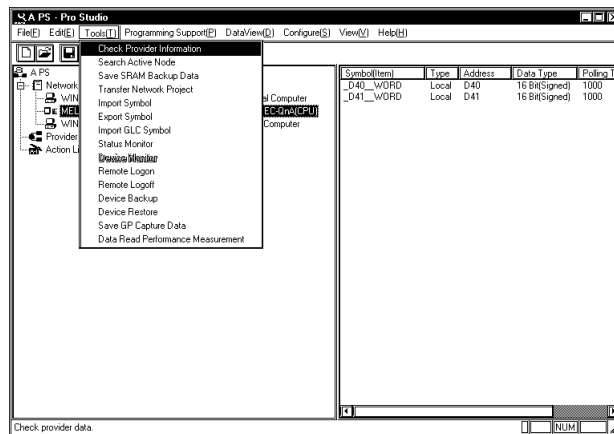 A PS - Pro Studio
File(F) Edit(E) Tools(T) Programming Support(P) DataView(D) Configure(S) View(V) Help(H)
Check Provider Information
Search Active Node
Save SRAM Backup Data
Transfer Network Project
Import Symbol
Export Symbol
Import GLC Symbol
Status Monitor
Device Monitor
Remote Logon
Remote Logoff
Device Backup
Device Restore
Save GP Capture Data
Data Read Performance Measurement
A PS
Network
WIN
al Computer
MEL
EC-QnA(CPU)
WIN
Computer
Provider
Action Li
Symbol(Item) Type Address Data Type Polling T
_D40__WORD Local D40 16 Bit(Signed) 1000
_D41__WORD Local D41 16 Bit(Signed) 1000
Check provider data.
NUM